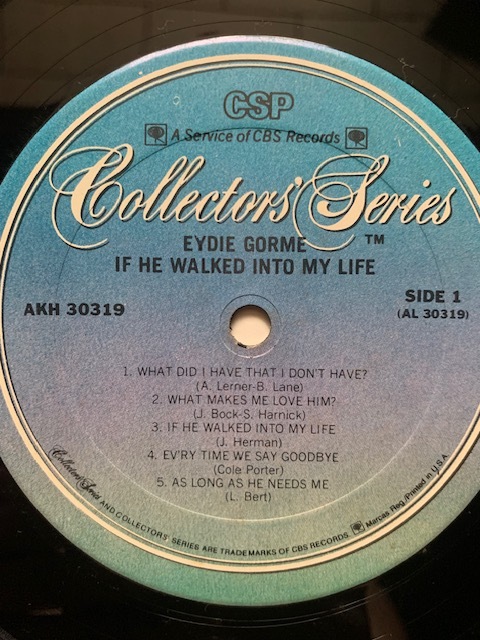 CSP
A Service of CBS Records
Collectors' Series ™
EYDIE GORME
IF HE WALKED INTO MY LIFE
AKH 30319
SIDE 1
(AL 30319)
1. WHAT DID I HAVE THAT I DON'T HAVE?
(A. Lerner-B. Lane)
2. WHAT MAKES ME LOVE HIM?
(J. Bock-S. Harnick)
3. IF HE WALKED INTO MY LIFE
(J. Herman)
4. EV'RY TIME WE SAY GOODBYE
(Cole Porter)
5. AS LONG AS HE NEEDS ME
(L. Bert)
Collectors' Series AND COLLECTORS' SERIES ARE TRADEMARKS OF CBS RECORDS Marcas Reg./Printed in U.S.A.